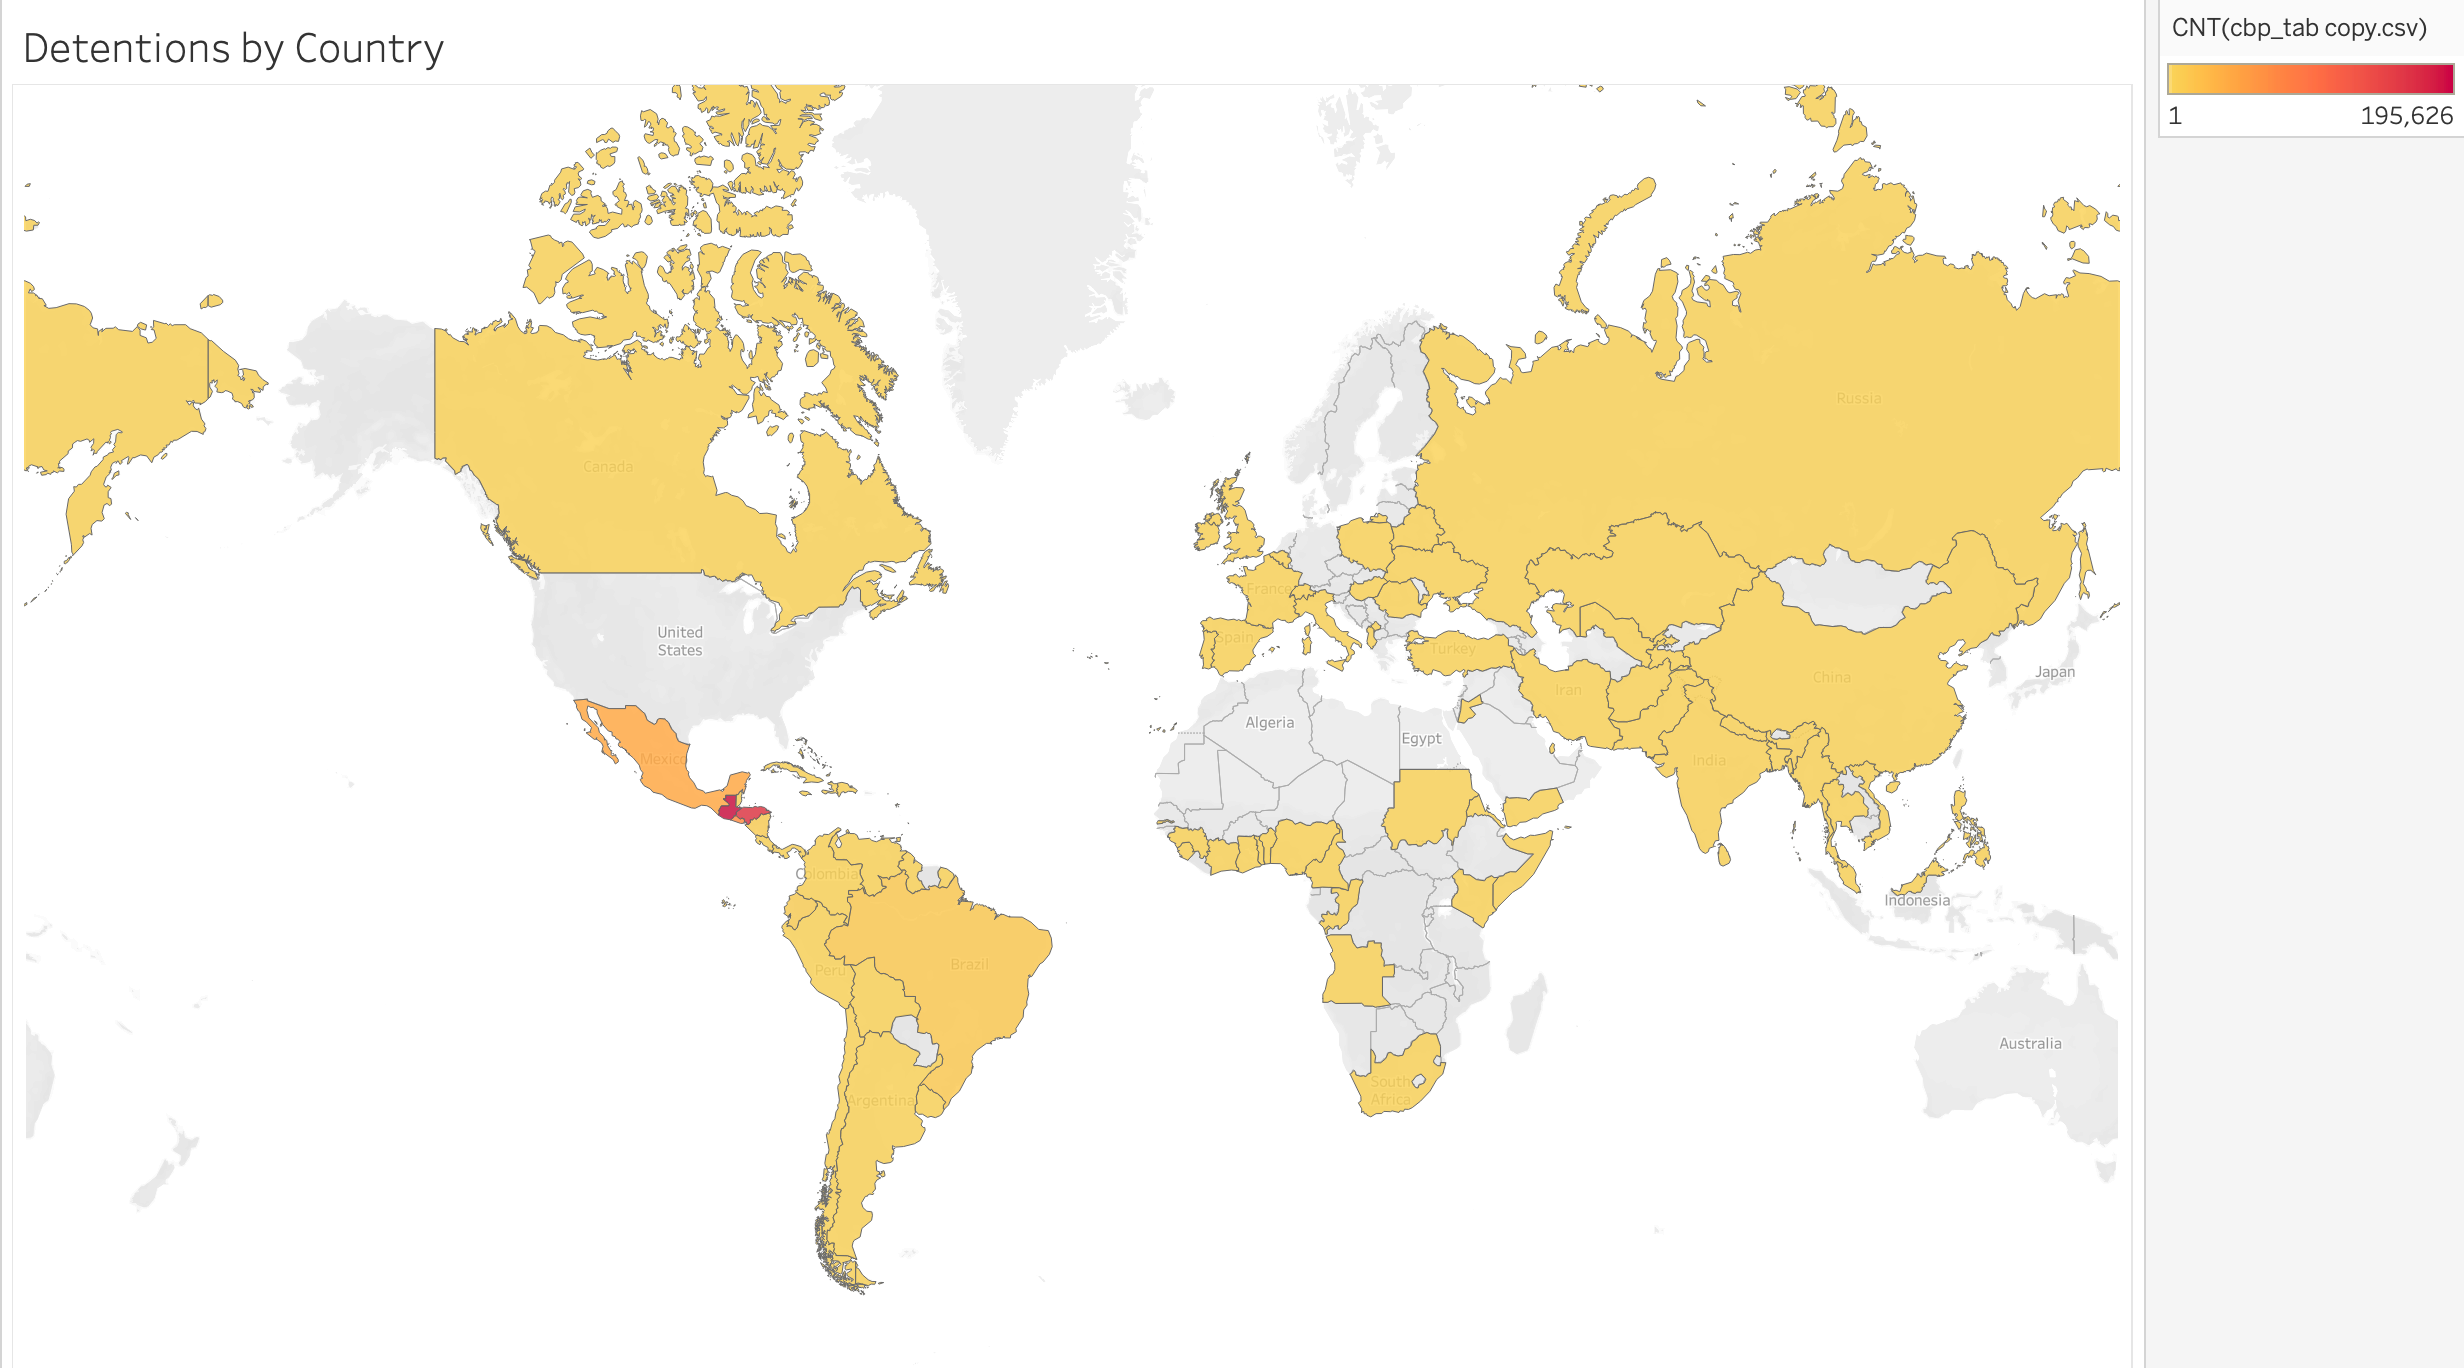 Detentions by Country
CNT(cbp_tab copy.csv)
1
195,626
Russia
Canada
France
United
States
Spain
Turkey
Japan
China
Iran
Algeria
Egypt
Mexico
India
Colombia
Indonesia
Brazil
Peru
Australia
South
Africa
Argentina